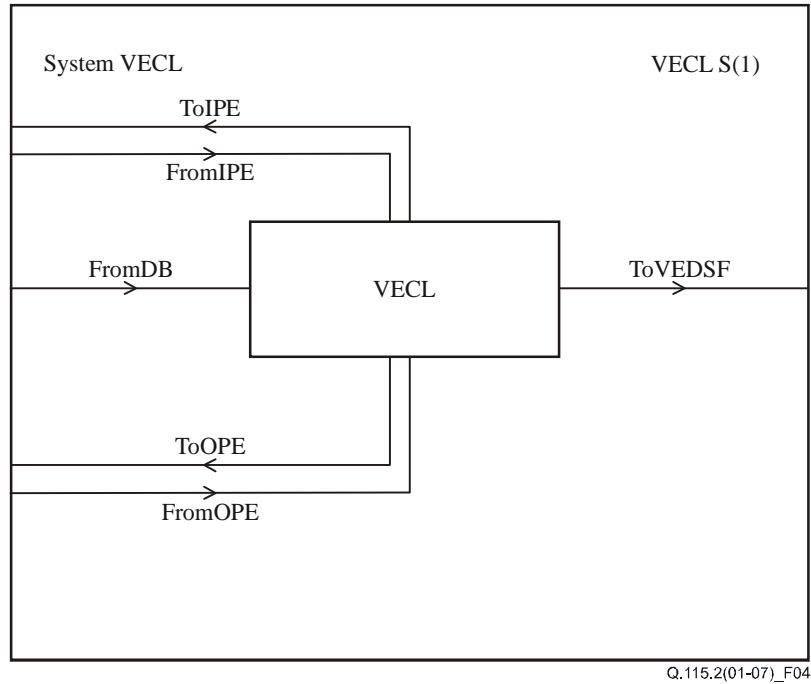 System VECL
VECL S(1)
ToIPE
FromIPE
FromDB
VECL
ToVEDSF
ToOPE
FromOPE
Q.115.2(01-07)_F04